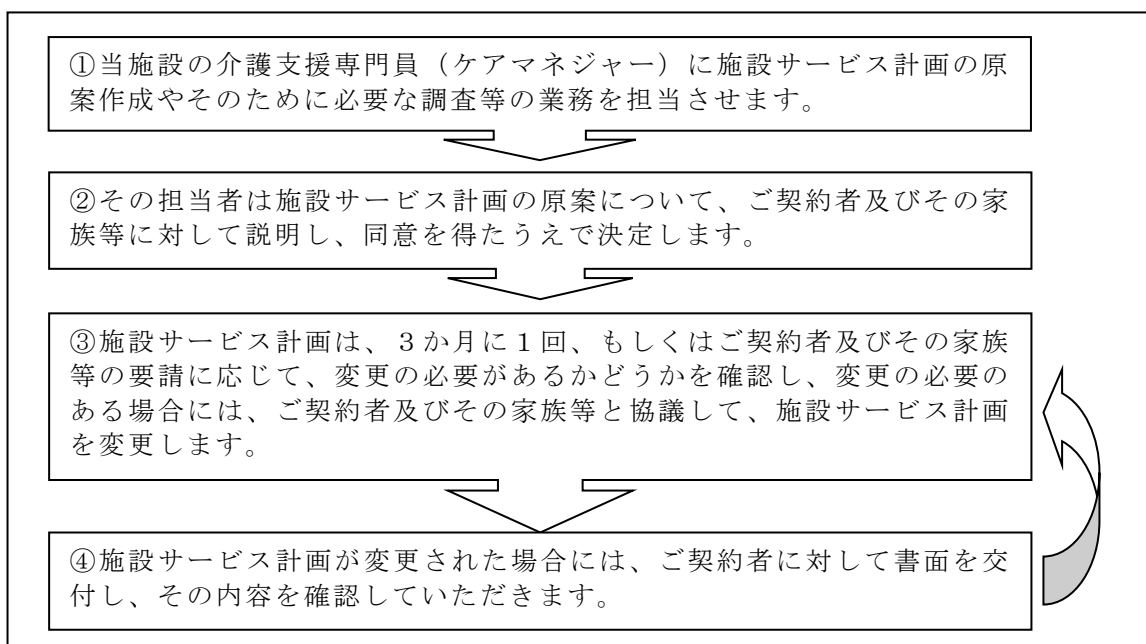 ①当施設の介護支援専門員（ケアマネジャー）に施設サービス計画の原
案作成やそのために必要な調査等の業務を担当させます。
②その担当者は施設サービス計画の原案について、ご契約者及びその家
族等に対して説明し、同意を得たうえで決定します。
③施設サービス計画は、３か月に１回、もしくはご契約者及びその家族
等の要請に応じて、変更の必要があるかどうかを確認し、変更の必要の
ある場合には、ご契約者及びその家族等と協議して、施設サービス計画
を変更します。
④施設サービス計画が変更された場合には、ご契約者に対して書面を交
付し、その内容を確認していただきます。